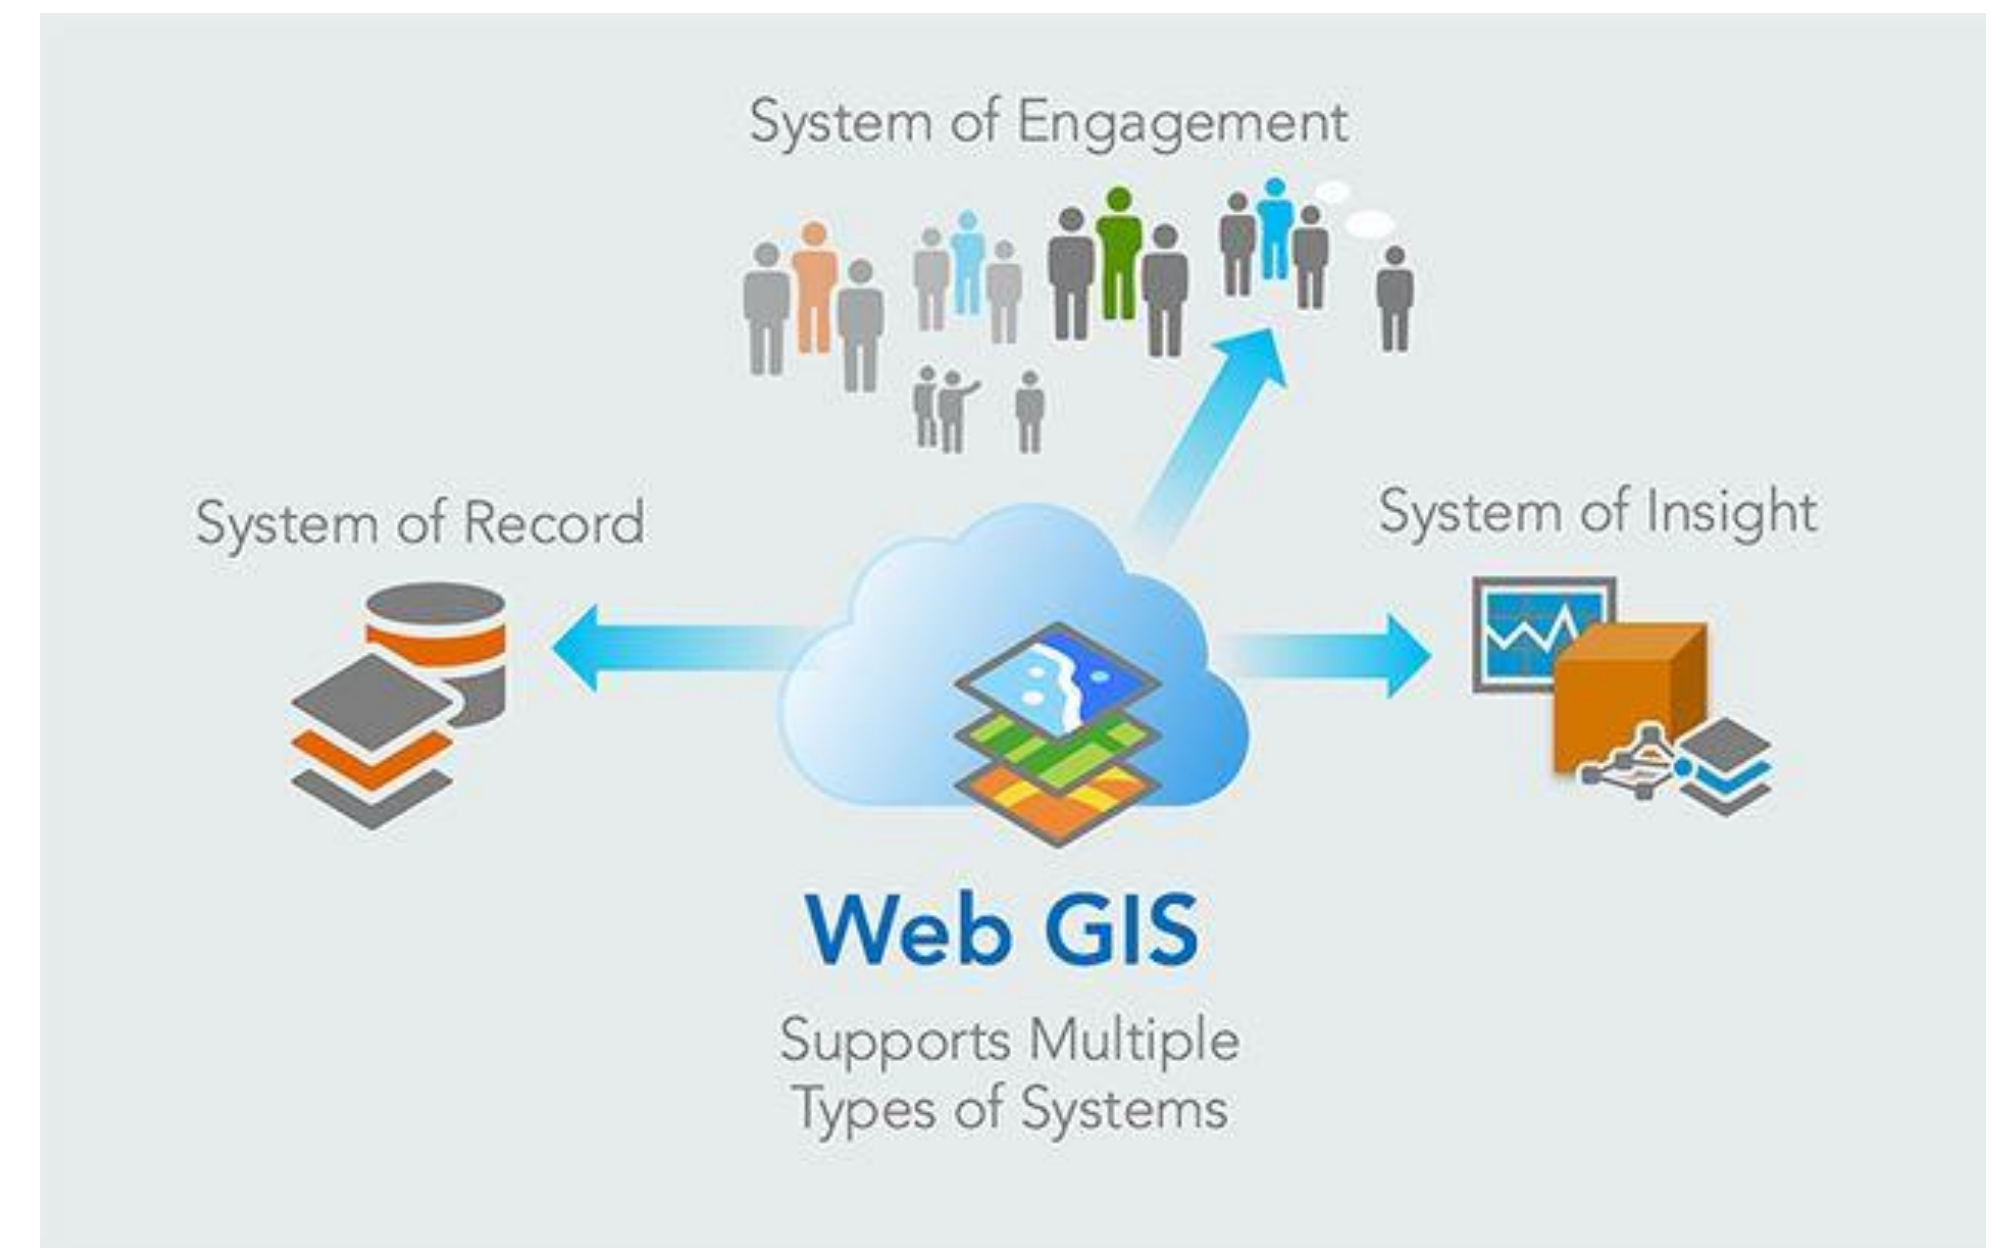 System of Engagement
System of Record
System of Insight
Web GIS
Supports Multiple
Types of Systems